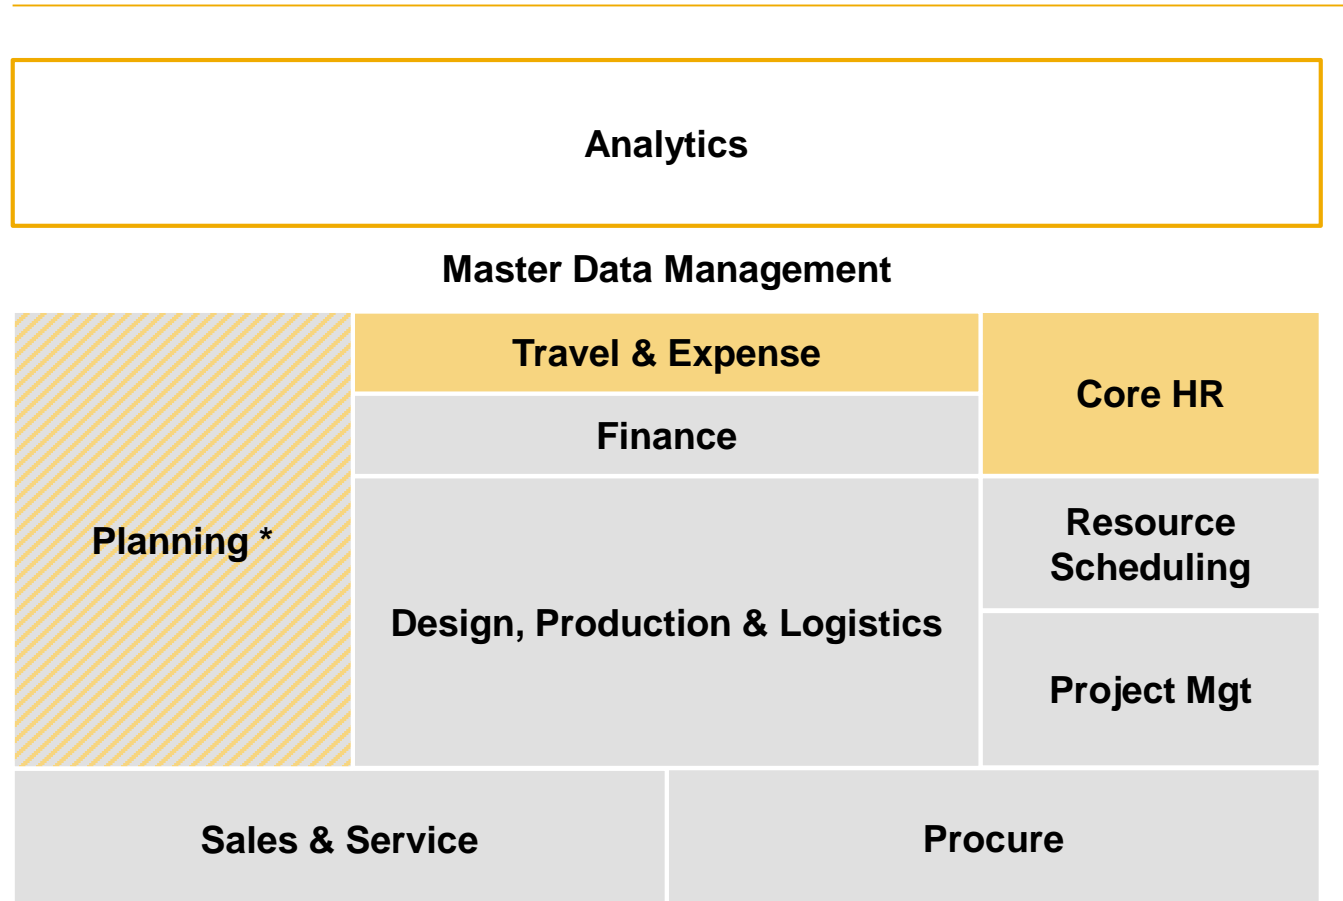 Analytics
Master Data Management
Travel & Expense
Core HR
Finance
Planning *
Resource
Scheduling
Design, Production & Logistics
Project Mgt
Sales & Service
Procure